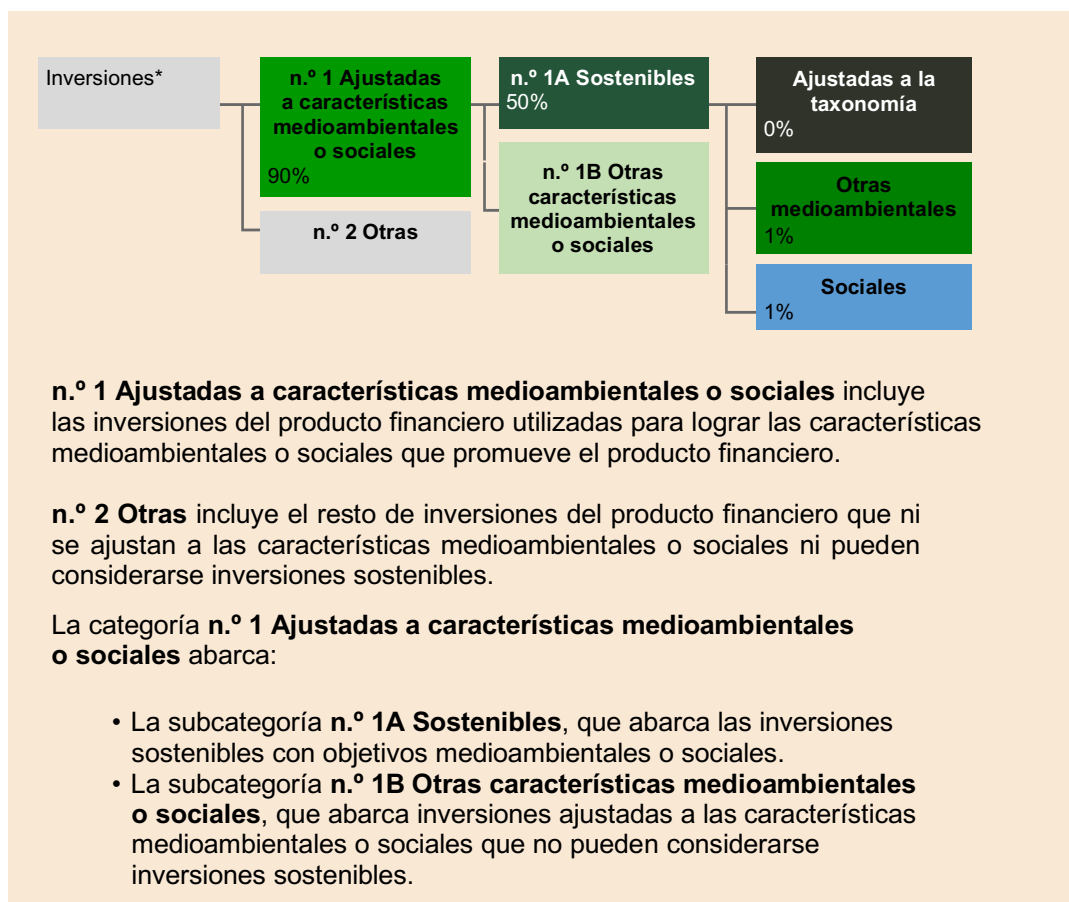 Inversiones*
n.º 1 Ajustadas
a características
medioambientales
o sociales
90%
n.º 2 Otras
n.º 1A Sostenibles
50%
n.º 1B Otras
características
medioambientales
o sociales
Ajustadas a la
taxonomía
0%
Otras
medioambientales
1%
Sociales
1%
n.º 1 Ajustadas a características medioambientales o sociales incluye
las inversiones del producto financiero utilizadas para lograr las características
medioambientales o sociales que promueve el producto financiero.
n.º 2 Otras incluye el resto de inversiones del producto financiero que ni
se ajustan a las características medioambientales o sociales ni pueden
considerarse inversiones sostenibles.
La categoría n.º 1 Ajustadas a características medioambientales
o sociales abarca:
• La subcategoría n.º 1A Sostenibles, que abarca las inversiones
sostenibles con objetivos medioambientales o sociales.
• La subcategoría n.º 1B Otras características medioambientales
o sociales, que abarca inversiones ajustadas a las características
medioambientales o sociales que no pueden considerarse
inversiones sostenibles.